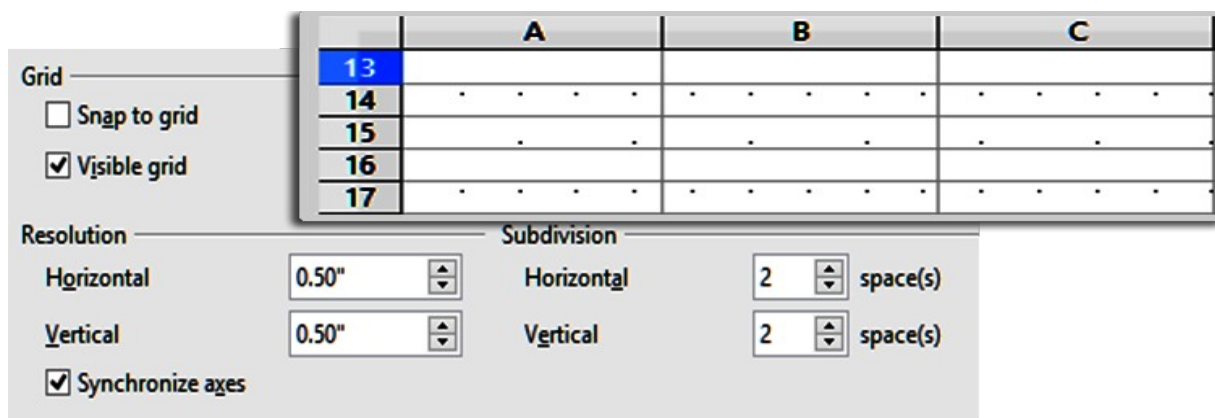 A B C
13
14
15
16
17
Grid
Snap to grid
Visible grid
Resolution
Horizontal 0.50"
Vertical 0.50"
Synchronize axes
Subdivision
Horizontal 2 space(s)
Vertical 2 space(s)